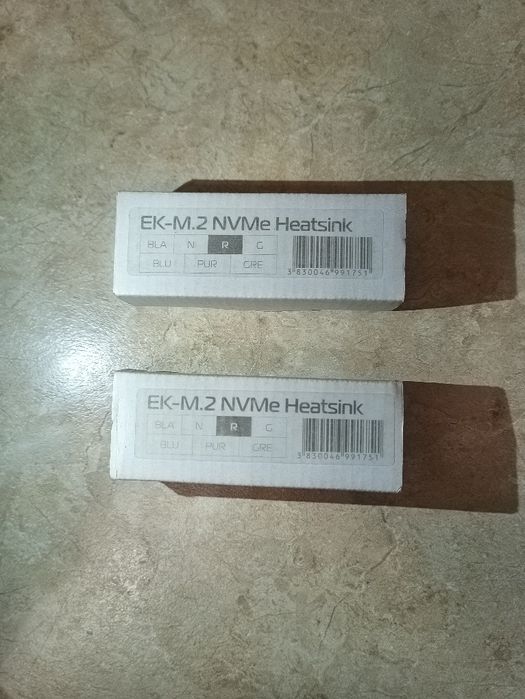 EK-M.2 NVMe Heatsink
BLA N R G
BLU PUR GRE
3 830046 991751
EK-M.2 NVMe Heatsink
BLA N R G
BLU PUR GRE
3 830046 991751